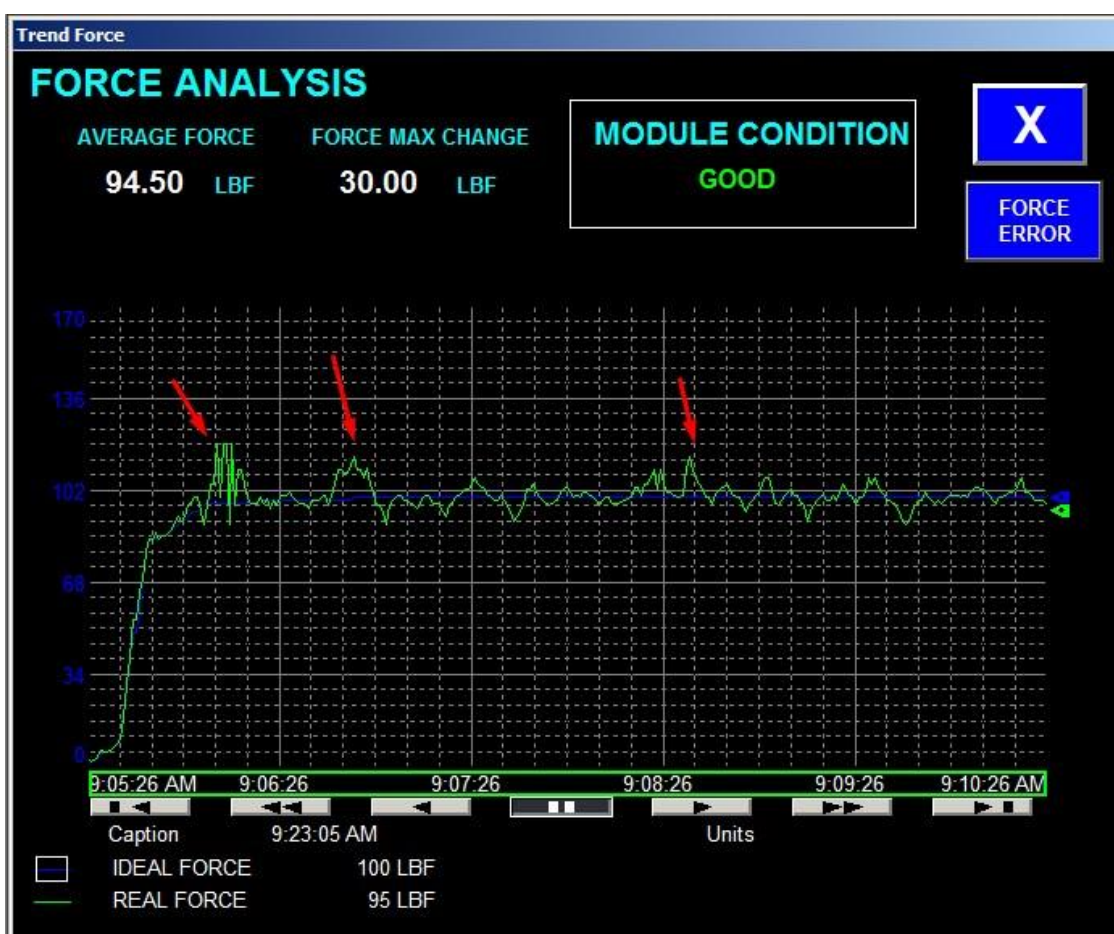 Trend Force
FORCE ANALYSIS
X
AVERAGE FORCE
FORCE MAX CHANGE
MODULE CONDITION
94.50 LBF
30.00 LBF
GOOD
FORCE
ERROR
170
136
102
68
34
0
9:05:26 AM 9:06:26 9:07:26 9:08:26 9:09:26 9:10:26 AM
Caption 9:23:05 AM Units
IDEAL FORCE 100 LBF
REAL FORCE 95 LBF